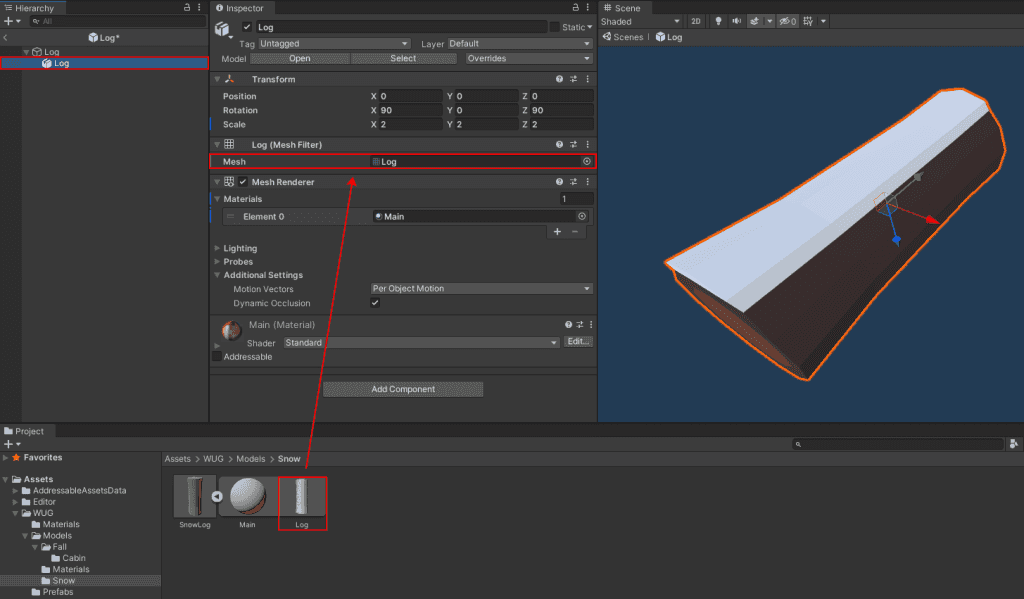 Hierarchy
All
Log*
Log
Log
Inspector
Log
Static
Tag Untagged Layer Default
Model Open Select Overrides
Transform
Position X 0 Y 0 Z 0
Rotation X 90 Y 0 Z 90
Scale X 2 Y 2 Z 2
Log (Mesh Filter)
Mesh Log
Mesh Renderer
Materials 1
Element 0 Main
+ −
Lighting
Probes
Additional Settings
Motion Vectors Per Object Motion
Dynamic Occlusion
Main (Material)
Shader Standard Edit...
Addressable
Add Component
Scene
Shaded 2D 0
Scenes | Log
Project
Favorites
Assets
AddressableAssetsData
Editor
WUG
Materials
Models
Fall
Cabin
Materials
Snow
Prefabs
Assets > WUG > Models > Snow
SnowLog Main Log